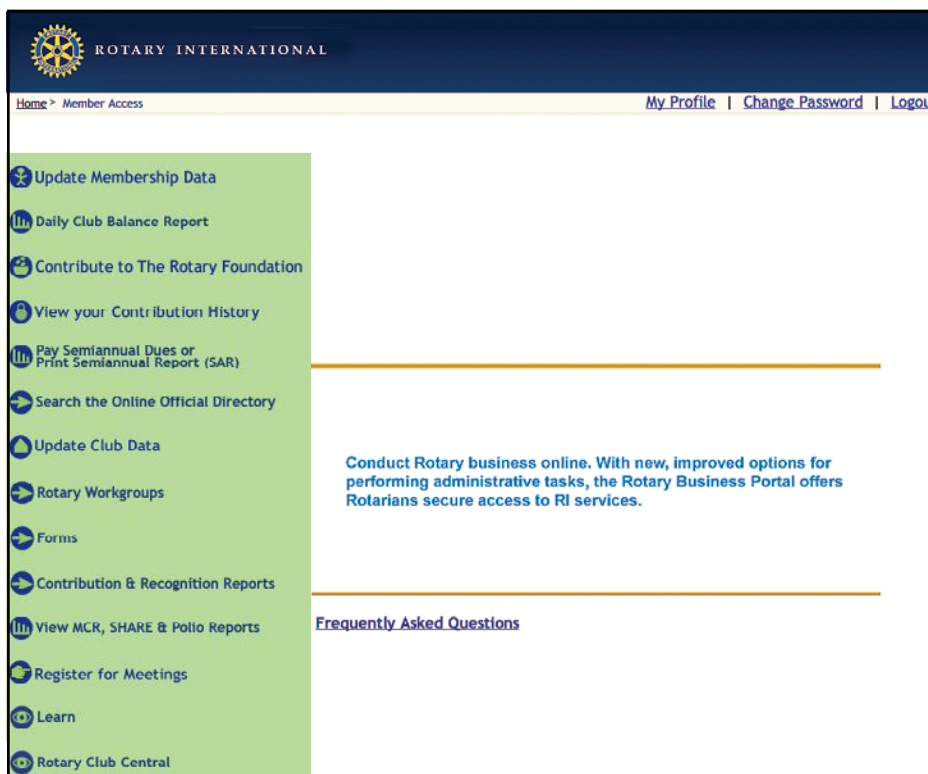 ROTARY INTERNATIONAL
Home > Member Access
My Profile | Change Password | Logou
Update Membership Data
Daily Club Balance Report
Contribute to The Rotary Foundation
View your Contribution History
Pay Semiannual Dues or
Print Semiannual Report (SAR)
Search the Online Official Directory
Update Club Data
Rotary Workgroups
Forms
Contribution & Recognition Reports
View MCR, SHARE & Polio Reports
Register for Meetings
Learn
Rotary Club Central
Conduct Rotary business online. With new, improved options for
performing administrative tasks, the Rotary Business Portal offers
Rotarians secure access to RI services.
Frequently Asked Questions